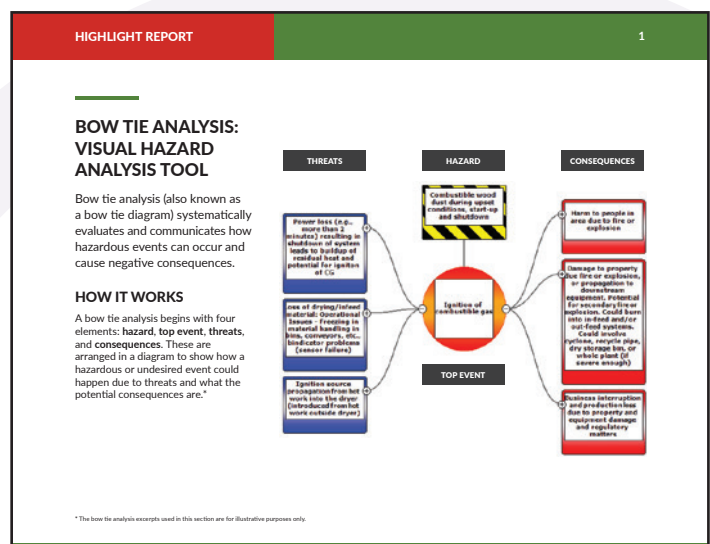 HIGHLIGHT REPORT
1
BOW TIE ANALYSIS:
VISUAL HAZARD
ANALYSIS TOOL
Bow tie analysis (also known as
a bow tie diagram) systematically
evaluates and communicates how
hazardous events can occur and
cause negative consequences.
HOW IT WORKS
A bow tie analysis begins with four
elements: hazard, top event, threats,
and consequences. These are
arranged in a diagram to show how a
hazardous or undesired event could
happen due to threats and what the
potential consequences are.*
THREATS
Power loss (e.g.,
more than 2
minutes) resulting in
shutdown of system
leads to buildup of
residual heat and
potential for igniton
of CG
Loss of drying/infeed
material: Operational
Issues - Freezing in
material handling in
bins, conveyors, etc.,
bindicator problems
(sensor failure)
Ignition source
propagation from hot
work into the dryer
(introduced from hot
work outside dryer)
HAZARD
Combustible wood
dust during upset
conditions, start-up
and shutdown
Ignition of
combustible gas
TOP EVENT
CONSEQUENCES
Harm to people in
area due to fire or
explosion
Damage to property
due fire or explosion,
or propagation to
downstream
equipment. Potential
for secondary fire or
explosion. Could burn
into in-feed and/or
out-feed systems.
Could involve
cyclone, recycle pipe,
dry storage bin, or
whole plant (if
severe enough)
Business interruption
and production loss
due to property and
equipment damage
and regulatory
matters
* The bow tie analysis excerpts used in this section are for illustrative purposes only.